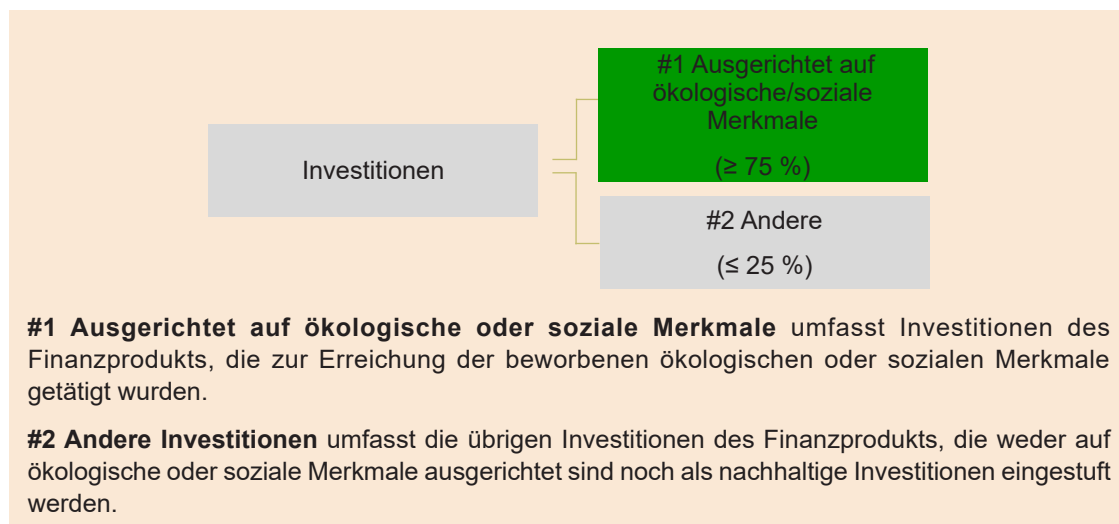 #1 Ausgerichtet auf
ökologische/soziale
Merkmale
(≥ 75 %)
Investitionen
#2 Andere
(≤ 25 %)
#1 Ausgerichtet auf ökologische oder soziale Merkmale umfasst Investitionen des
Finanzprodukts, die zur Erreichung der beworbenen ökologischen oder sozialen Merkmale
getätigt wurden.
#2 Andere Investitionen umfasst die übrigen Investitionen des Finanzprodukts, die weder auf
ökologische oder soziale Merkmale ausgerichtet sind noch als nachhaltige Investitionen eingestuft
werden.